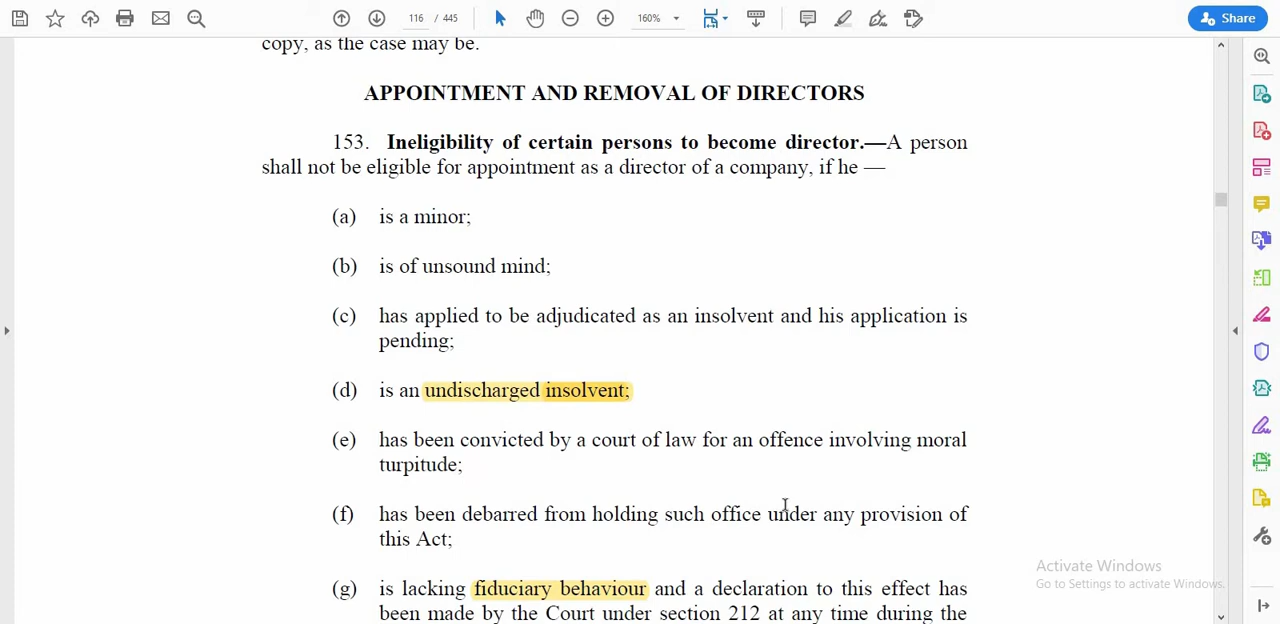 116 / 445
160%
Share
copy, as the case may be.
APPOINTMENT AND REMOVAL OF DIRECTORS
153. Ineligibility of certain persons to become director.—A person
shall not be eligible for appointment as a director of a company, if he —
(a) is a minor;
(b) is of unsound mind;
(c) has applied to be adjudicated as an insolvent and his application is
pending;
(d) is an undischarged insolvent;
(e) has been convicted by a court of law for an offence involving moral
turpitude;
(f) has been debarred from holding such office under any provision of
this Act;
(g) is lacking fiduciary behaviour and a declaration to this effect has
been made by the Court under section 212 at any time during the
Activate Windows
Go to Settings to activate Windows.